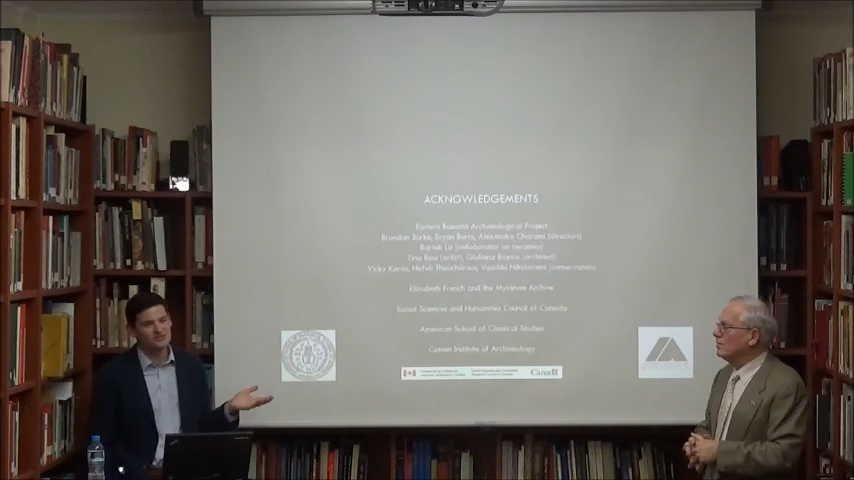 ACKNOWLEDGEMENTS
Eastern Boeotia Archaeological Project
Brendan Burke, Bryan Burns, Alexandra Charami (directors)
Bartek Lis (collaborator on ceramics)
Tina Ross (artist), Giuliana Bianco (architect)
Vicky Karas, Nefeli Theocharous, Vassiliki Nikolaveni (conservators)
Elizabeth French and the Mycenae Archive
Social Sciences and Humanities Council of Canada
American School of Classical Studies
Cotsen Institute of Archaeology
Canada